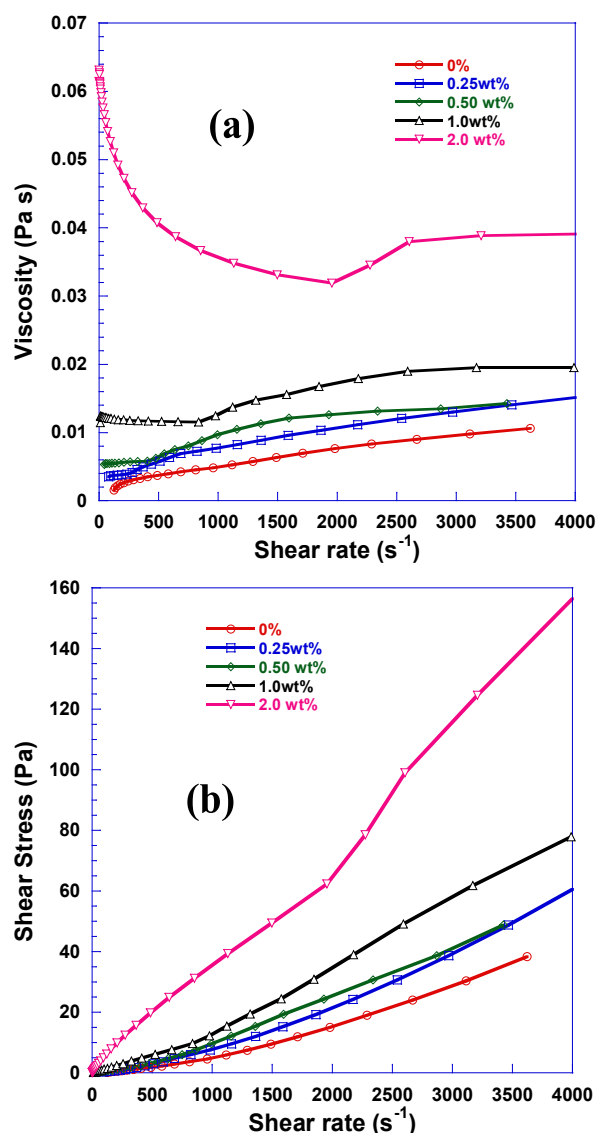 0.07
0.06
0.05
0.04
0.03
0.02
0.01
0
Viscosity (Pa s)
(a)
0%
0.25wt%
0.50 wt%
1.0wt%
2.0 wt%
0 500 1000 1500 2000 2500 3000 3500 4000
Shear rate (s⁻¹)
160
140
120
100
80
60
40
20
0
Shear Stress (Pa)
0%
0.25wt%
0.50 wt%
1.0wt%
2.0 wt%
(b)
0 500 1000 1500 2000 2500 3000 3500 4000
Shear rate (s⁻¹)